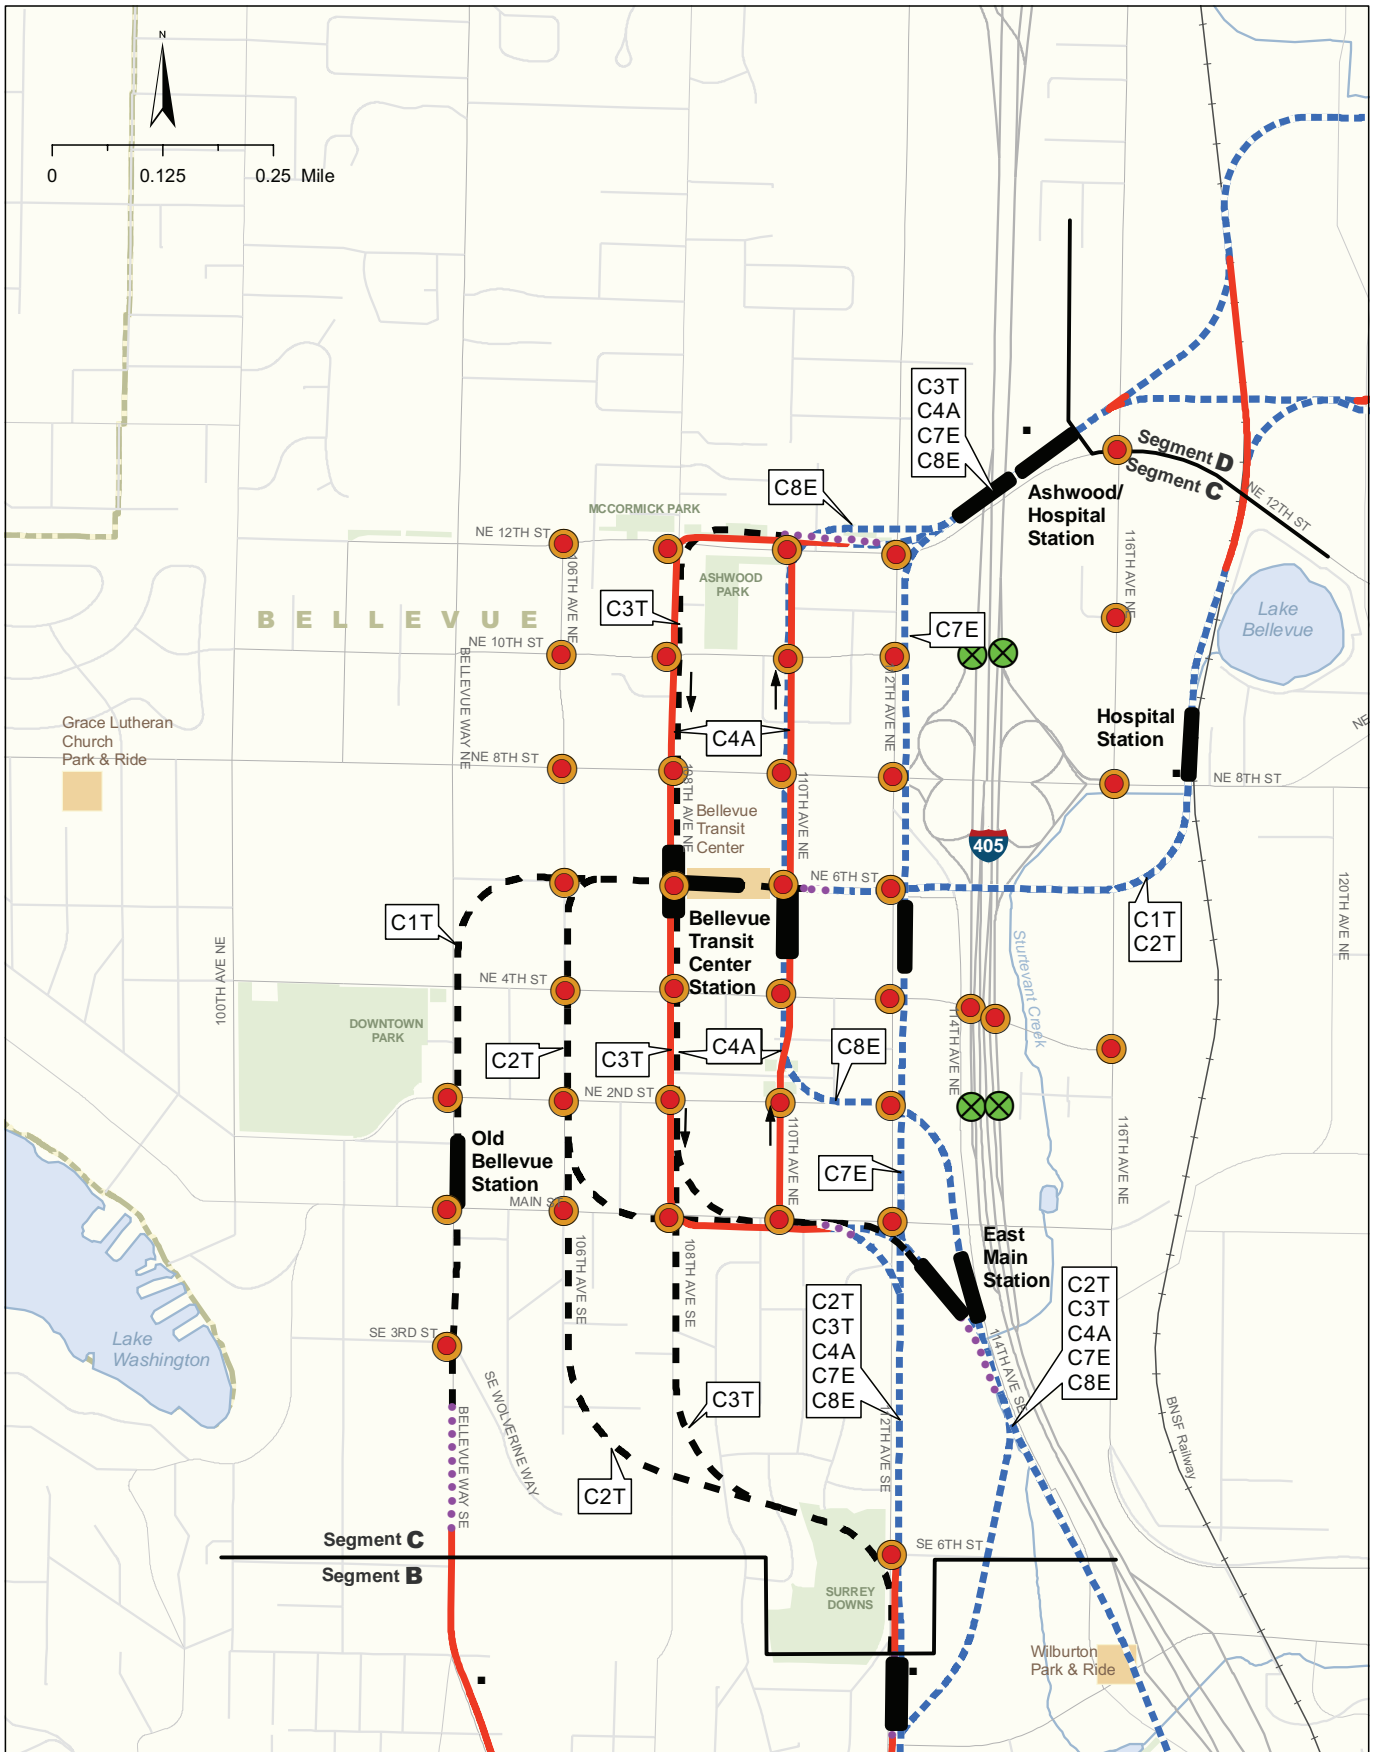 N
0 0.125 0.25 Mile
C3T
C4A
C7E
C8E
Segment D
Segment C
C8E
MCCORMICK PARK
Ashwood/
Hospital
Station
NE 12TH ST
NE 12TH ST
116TH AVE NE
106TH AVE NE
ASHWOOD
PARK
Lake
Bellevue
C3T
BELLEVUE
C7E
NE 10TH ST
BELLEVUE WAY NE
12TH AVE NE
Grace Lutheran
Church
Park & Ride
Hospital
Station
NE
C4A
NE 8TH ST
NE 8TH ST
108TH AVE NE
110TH AVE NE
Bellevue
Transit
Center
405
NE 6TH ST
C1T
Bellevue
Transit
Center
Station
C1T
C2T
120TH AVE NE
100TH AVE NE
Sturtevant Creek
NE 4TH ST
DOWNTOWN
PARK
114TH AVE NE
C2T
C3T
C4A
C8E
NE 2ND ST
110TH AVE NE
116TH AVE NE
Old
Bellevue
Station
C7E
MAIN ST
106TH AVE SE
108TH AVE SE
East
Main
Station
C2T
C3T
C4A
C7E
C8E
C2T
C3T
C4A
C7E
C8E
SE 3RD ST
Lake
Washington
114TH AVE SE
SE WOLVERINE WAY
C3T
BELLEVUE WAY SE
12TH AVE SE
BNSF Railway
C2T
Segment C
Segment B
SE 6TH ST
SURREY
DOWNS
Wilburton
Park & Ride